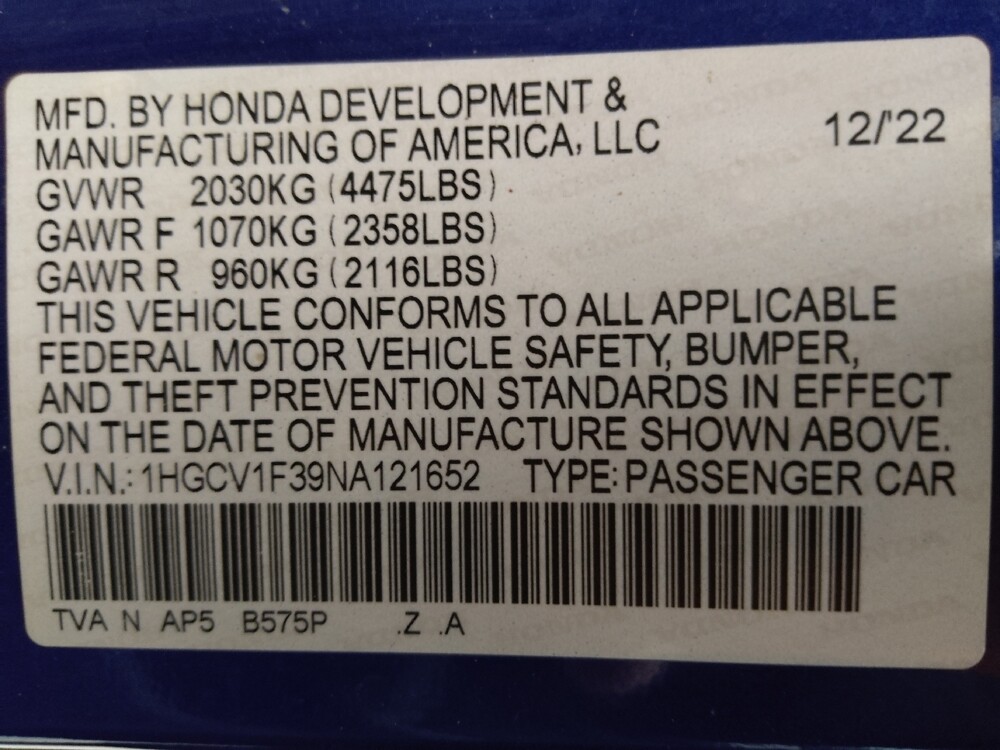 MFD. BY HONDA DEVELOPMENT &
MANUFACTURING OF AMERICA, LLC 12/'22
GVWR 2030KG (4475LBS)
GAWR F 1070KG (2358LBS)
GAWR R 960KG (2116LBS)
THIS VEHICLE CONFORMS TO ALL APPLICABLE
FEDERAL MOTOR VEHICLE SAFETY, BUMPER,
AND THEFT PREVENTION STANDARDS IN EFFECT
ON THE DATE OF MANUFACTURE SHOWN ABOVE.
V.I.N.: 1HGCV1F39NA121652 TYPE: PASSENGER CAR
TVA N AP5 B575P .Z .A